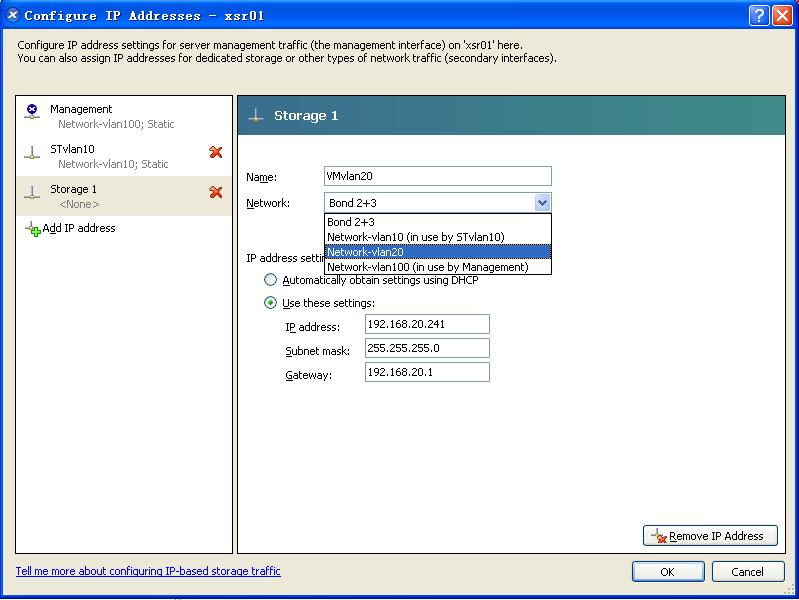 Configure IP Addresses - xsr01
Configure IP address settings for server management traffic (the management interface) on 'xsr01' here.
You can also assign IP addresses for dedicated storage or other types of network traffic (secondary interfaces).
Management
Network-vlan100; Static
STvlan10
Network-vlan10; Static
Storage 1
<None>
Add IP address
Storage 1
Name: VMvlan20
Network: Bond 2+3
Bond 2+3
Network-vlan10 (in use by STvlan10)
Network-vlan20
Network-vlan100 (in use by Management)
IP address settin
Automatically obtain settings using DHCP
Use these settings:
IP address: 192.168.20.241
Subnet mask: 255.255.255.0
Gateway: 192.168.20.1
Remove IP Address
Tell me more about configuring IP-based storage traffic
OK Cancel